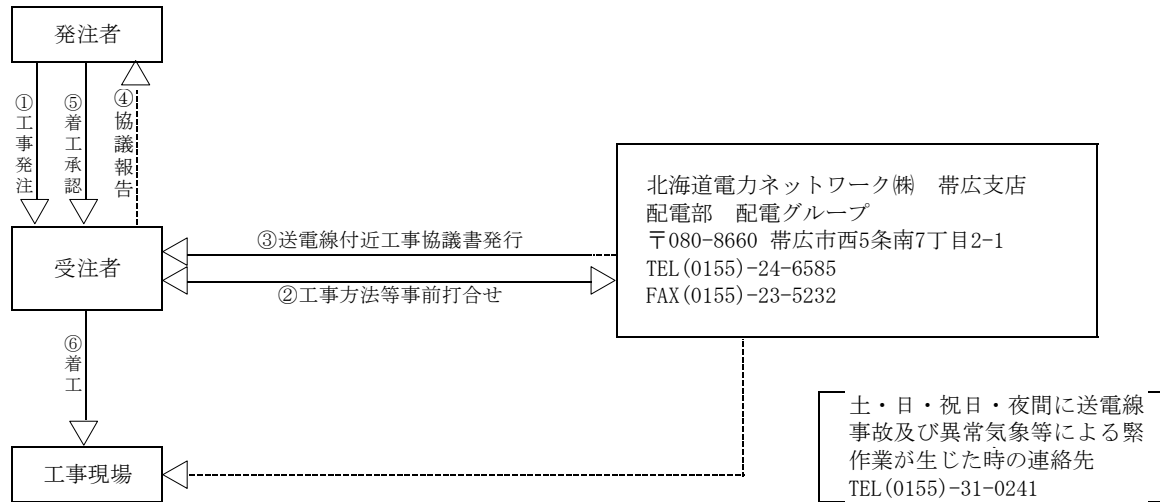 発注者
①工事発注
⑤着工承認
④協議報告
北海道電力ネットワーク㈱　帯広支店
配電部　配電グループ
〒080-8660 帯広市西5条南7丁目2-1
TEL(0155)-24-6585
FAX(0155)-23-5232
受注者
③送電線付近工事協議書発行
②工事方法等事前打合せ
⑥着工
工事現場
土・日・祝日・夜間に送電線
事故及び異常気象等による緊
作業が生じた時の連絡先
TEL(0155)-31-0241